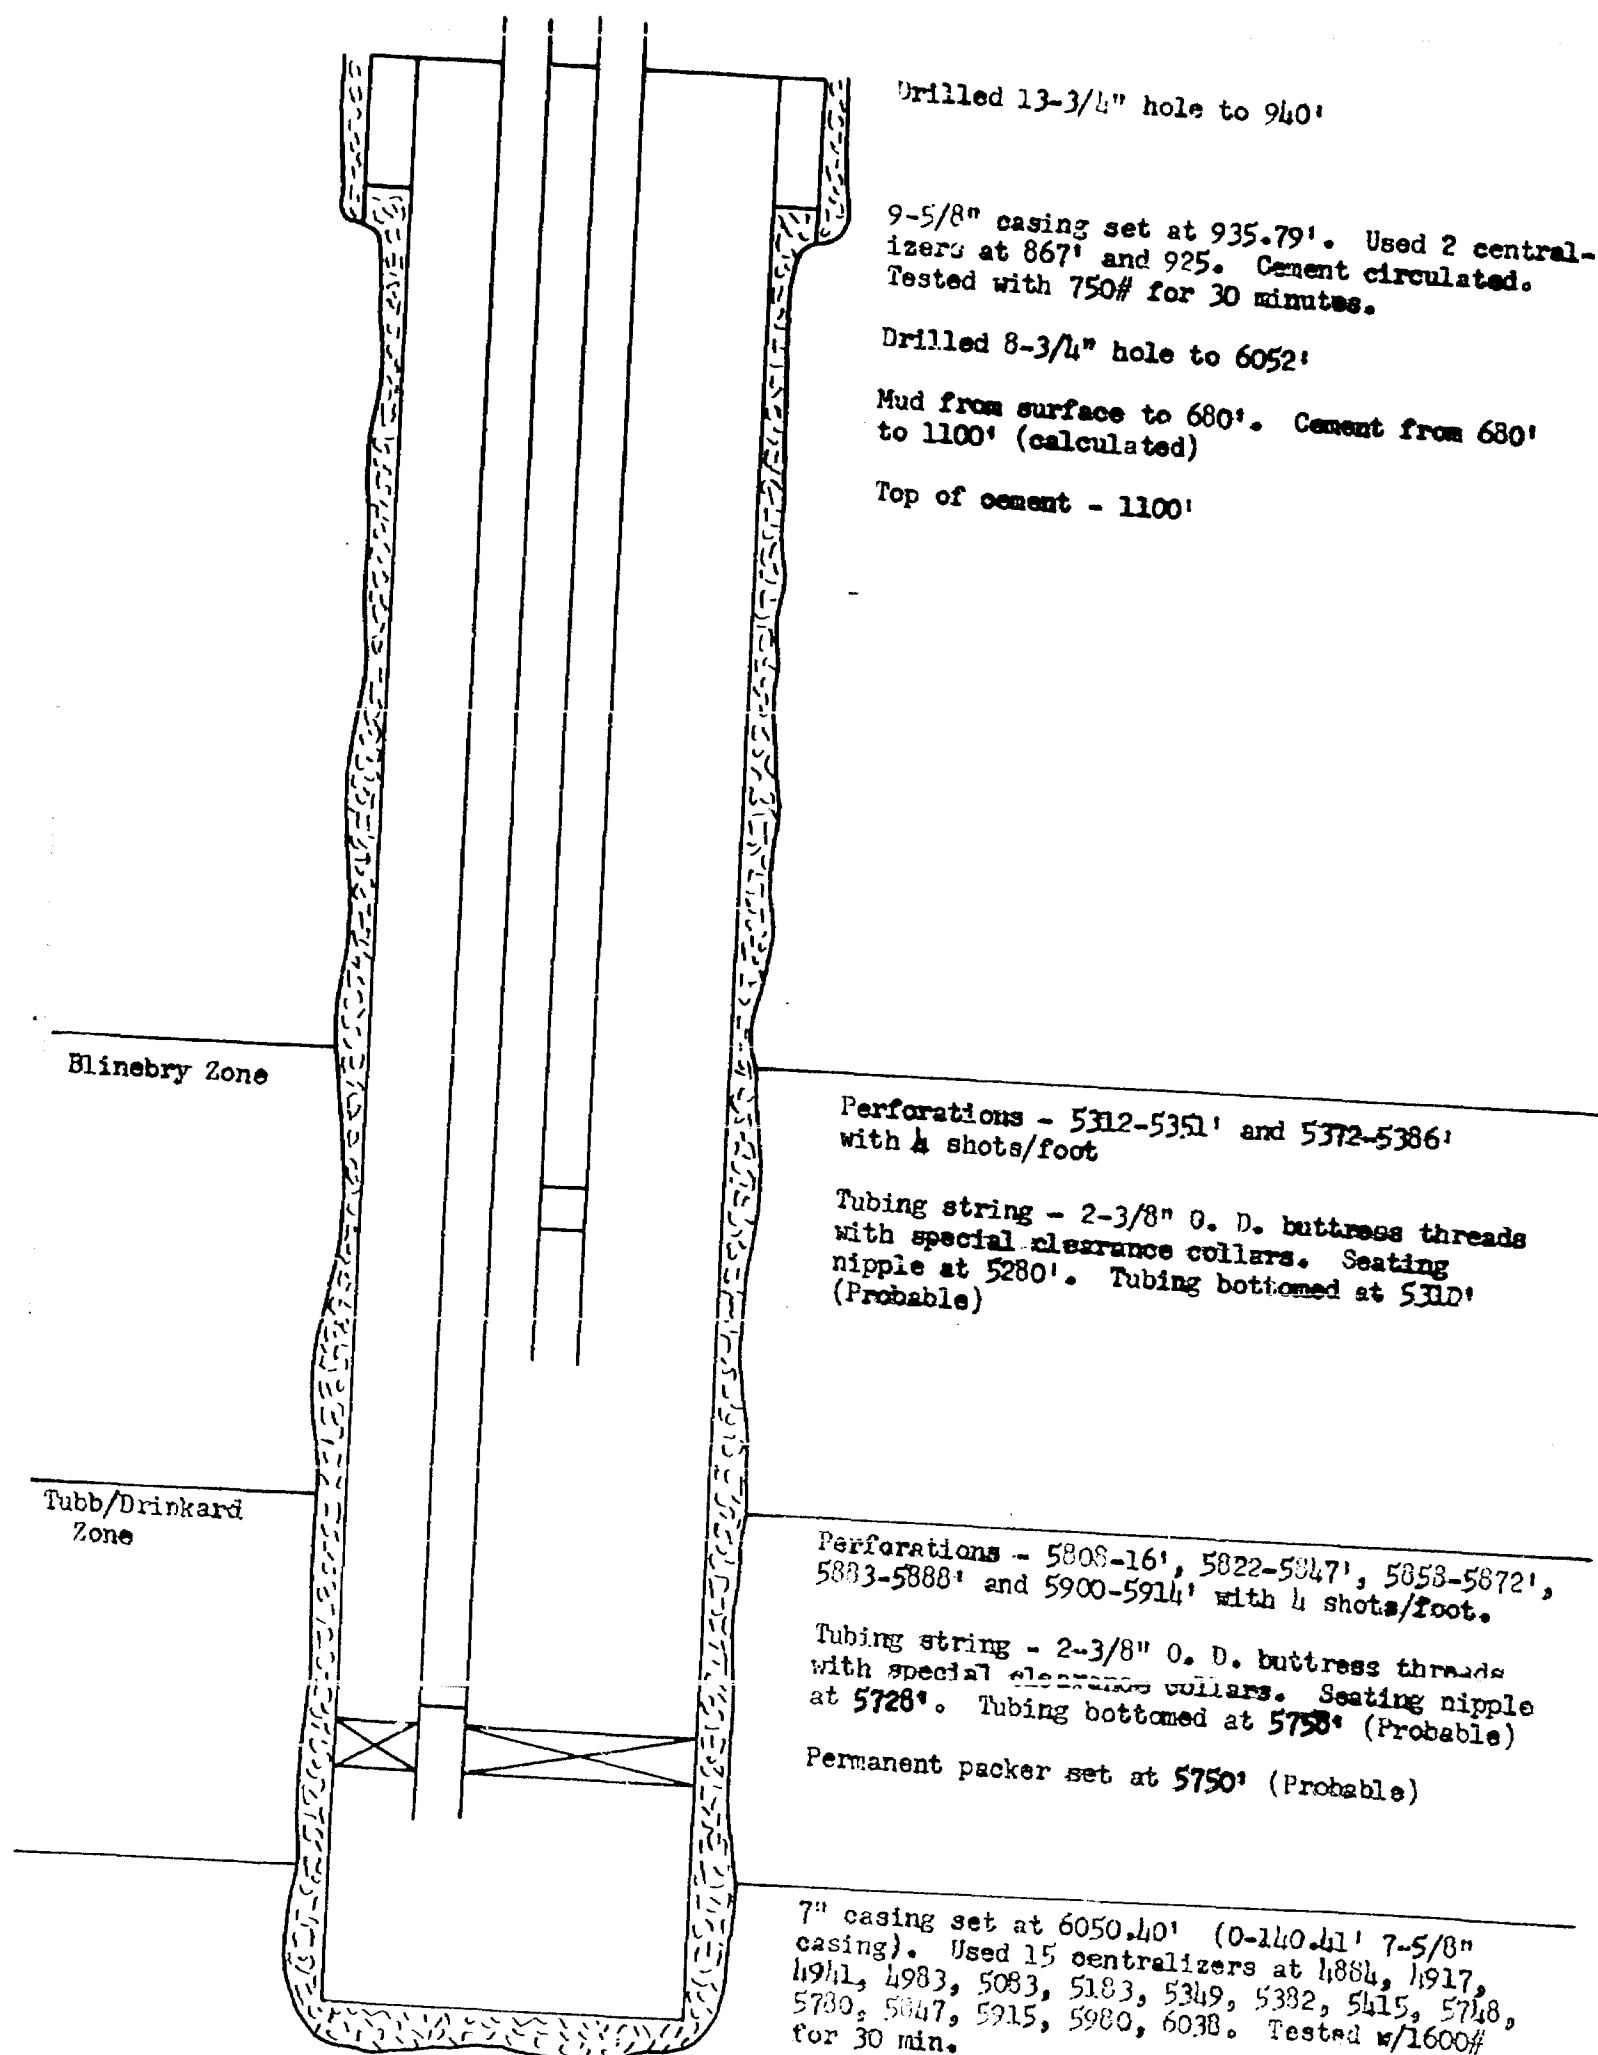 Drilled 13-3/4" hole to 940'
9-5/8" casing set at 935.79'. Used 2 central-
izers at 867' and 925. Cement circulated.
Tested with 750# for 30 minutes.
Drilled 8-3/4" hole to 6052'
Mud from surface to 680'. Cement from 680'
to 1100' (calculated)
Top of cement - 1100'
Blinebry Zone
Perforations - 5312-5351' and 5372-5386'
with 4 shots/foot
Tubing string - 2-3/8" O. D. buttress threads
with special clearance collars. Seating
nipple at 5280'. Tubing bottomed at 5310'
(Probable)
Tubb/Drinkard
Zone
Perforations - 5808-16', 5822-5847', 5858-5872',
5883-5888' and 5900-5914' with 4 shots/foot.
Tubing string - 2-3/8" O. D. buttress threads
with special clearance collars. Seating nipple
at 5728'. Tubing bottomed at 5758' (Probable)
Permanent packer set at 5750' (Probable)
7" casing set at 6050.40' (0-140.41' 7-5/8"
casing). Used 15 centralizers at 4884, 4917,
4941, 4983, 5083, 5183, 5349, 5382, 5415, 5748,
5780, 5847, 5915, 5980, 6038. Tested w/1600#
for 30 min.